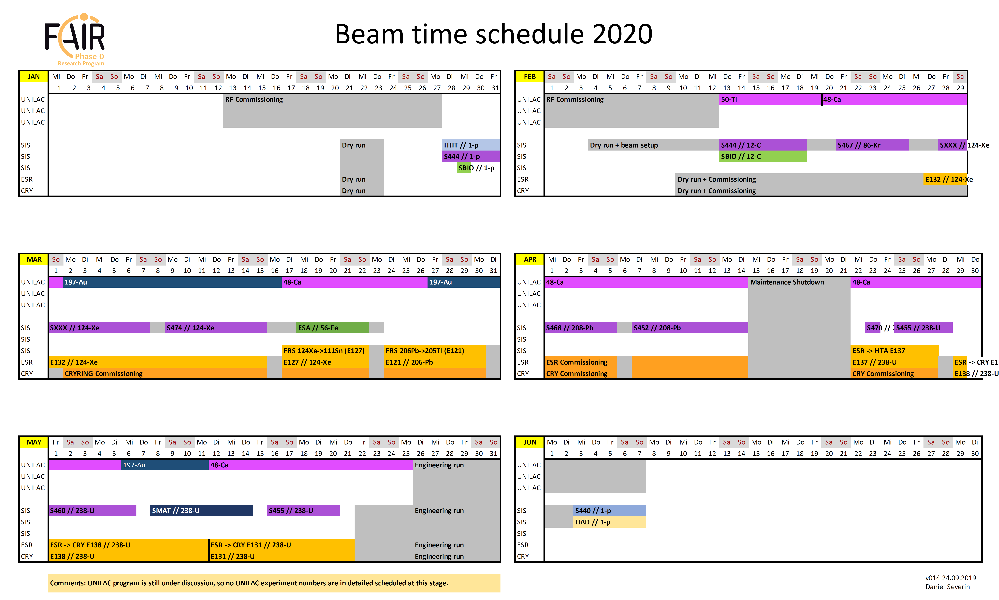 FAIR
Phase 0
Research Program
Beam time schedule 2020
JAN Mi Do Fr Sa So Mo Di Mi Do Fr Sa So Mo Di Mi Do Fr Sa So Mo Di Mi Do Fr Sa So Mo Di Mi Do Fr
1 2 3 4 5 6 7 8 9 10 11 12 13 14 15 16 17 18 19 20 21 22 23 24 25 26 27 28 29 30 31
UNILAC RF Commissioning
UNILAC
UNILAC
SIS Dry run HHT // 1-p
SIS S444 // 1-p
SIS SBIO // 1-p
ESR Dry run
CRY Dry run
FEB Sa So Mo Di Mi Do Fr Sa So Mo Di Mi Do Fr Sa So Mo Di Mi Do Fr Sa So Mo Di Mi Do Fr Sa
1 2 3 4 5 6 7 8 9 10 11 12 13 14 15 16 17 18 19 20 21 22 23 24 25 26 27 28 29
UNILAC RF Commissioning 50-Ti 48-Ca
UNILAC
UNILAC
SIS Dry run + beam setup S444 // 12-C S467 // 86-Kr SXXX // 124-Xe
SIS SBIO // 12-C
SIS
ESR Dry run + Commissioning E132 // 124-Xe
CRY Dry run + Commissioning
MAR So Mo Di Mi Do Fr Sa So Mo Di Mi Do Fr Sa So Mo Di Mi Do Fr Sa So Mo Di Mi Do Fr Sa So Mo Di
1 2 3 4 5 6 7 8 9 10 11 12 13 14 15 16 17 18 19 20 21 22 23 24 25 26 27 28 29 30 31
UNILAC 197-Au 48-Ca 197-Au
UNILAC
UNILAC
SIS SXXX // 124-Xe S474 // 124-Xe ESA // 56-Fe
SIS
SIS FRS 124Xe->111Sn (E127) FRS 206Pb->205Tl (E121)
ESR E132 // 124-Xe E127 // 124-Xe E121 // 206-Pb
CRY CRYRING Commissioning
APR Mi Do Fr Sa So Mo Di Mi Do Fr Sa So Mo Di Mi Do Fr Sa So Mo Di Mi Do Fr Sa So Mo Di Mi Do
1 2 3 4 5 6 7 8 9 10 11 12 13 14 15 16 17 18 19 20 21 22 23 24 25 26 27 28 29 30
UNILAC 48-Ca Maintenance Shutdown 48-Ca
UNILAC
UNILAC
SIS S468 // 208-Pb S452 // 208-Pb S470 // S455 // 238-U
SIS
SIS ESR -> HTA E137
ESR ESR Commissioning E137 // 238-U ESR -> CRY
CRY CRY Commissioning CRY Commissioning E138 // 238-U
MAY Fr Sa So Mo Di Mi Do Fr Sa So Mo Di Mi Do Fr Sa So Mo Di Mi Do Fr Sa So Mo Di Mi Do Fr Sa So
1 2 3 4 5 6 7 8 9 10 11 12 13 14 15 16 17 18 19 20 21 22 23 24 25 26 27 28 29 30 31
UNILAC 197-Au 48-Ca Engineering run
UNILAC
UNILAC
SIS S460 // 238-U SMAT // 238-U S455 // 238-U Engineering run
SIS
SIS
ESR ESR -> CRY E138 // 238-U ESR -> CRY E131 // 238-U Engineering run
CRY E138 // 238-U E131 // 238-U Engineering run
JUN Mo Di Mi Do Fr Sa So Mo Di Mi Do Fr Sa So Mo Di Mi Do Fr Sa So Mo Di Mi Do Fr Sa So Mo Di
1 2 3 4 5 6 7 8 9 10 11 12 13 14 15 16 17 18 19 20 21 22 23 24 25 26 27 28 29 30
UNILAC
UNILAC
UNILAC
SIS S440 // 1-p
SIS HAD // 1-p
SIS
ESR
CRY
Comments: UNILAC program is still under discussion, so no UNILAC experiment numbers are in detailed scheduled at this stage.
v014 24.09.2019
Daniel Severin